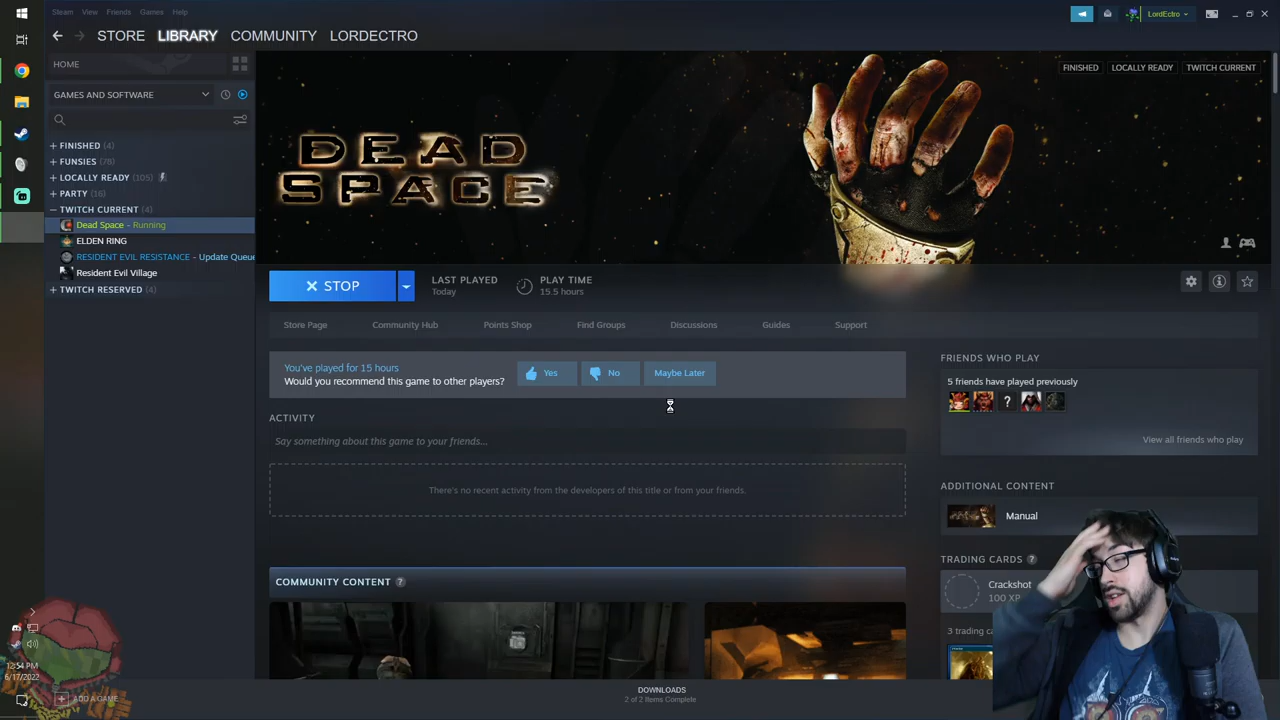 Steam View Friends Games Help
LordEctro
STORE LIBRARY COMMUNITY LORDECTRO
HOME
GAMES AND SOFTWARE
FINISHED (4)
FUNSIES (78)
LOCALLY READY (105)
PARTY (16)
TWITCH CURRENT (4)
Dead Space - Running
ELDEN RING
RESIDENT EVIL RESISTANCE - Update Queue
Resident Evil Village
TWITCH RESERVED (4)
FINISHED LOCALLY READY TWITCH CURRENT
DEAD
SPACE
STOP
LAST PLAYED
Today
PLAY TIME
15.5 hours
Store Page Community Hub Points Shop Find Groups Discussions Guides Support
You've played for 15 hours
Would you recommend this game to other players?
Yes No Maybe Later
ACTIVITY
Say something about this game to your friends...
There's no recent activity from the developers of this title or from your friends.
COMMUNITY CONTENT ?
FRIENDS WHO PLAY
5 friends have played previously
?
View all friends who play
ADDITIONAL CONTENT
Manual
TRADING CARDS ?
Crackshot
100 XP
3 trading
12:54 PM
6/17/2022
ADD A GAME
DOWNLOADS
2 of 2 Items Complete